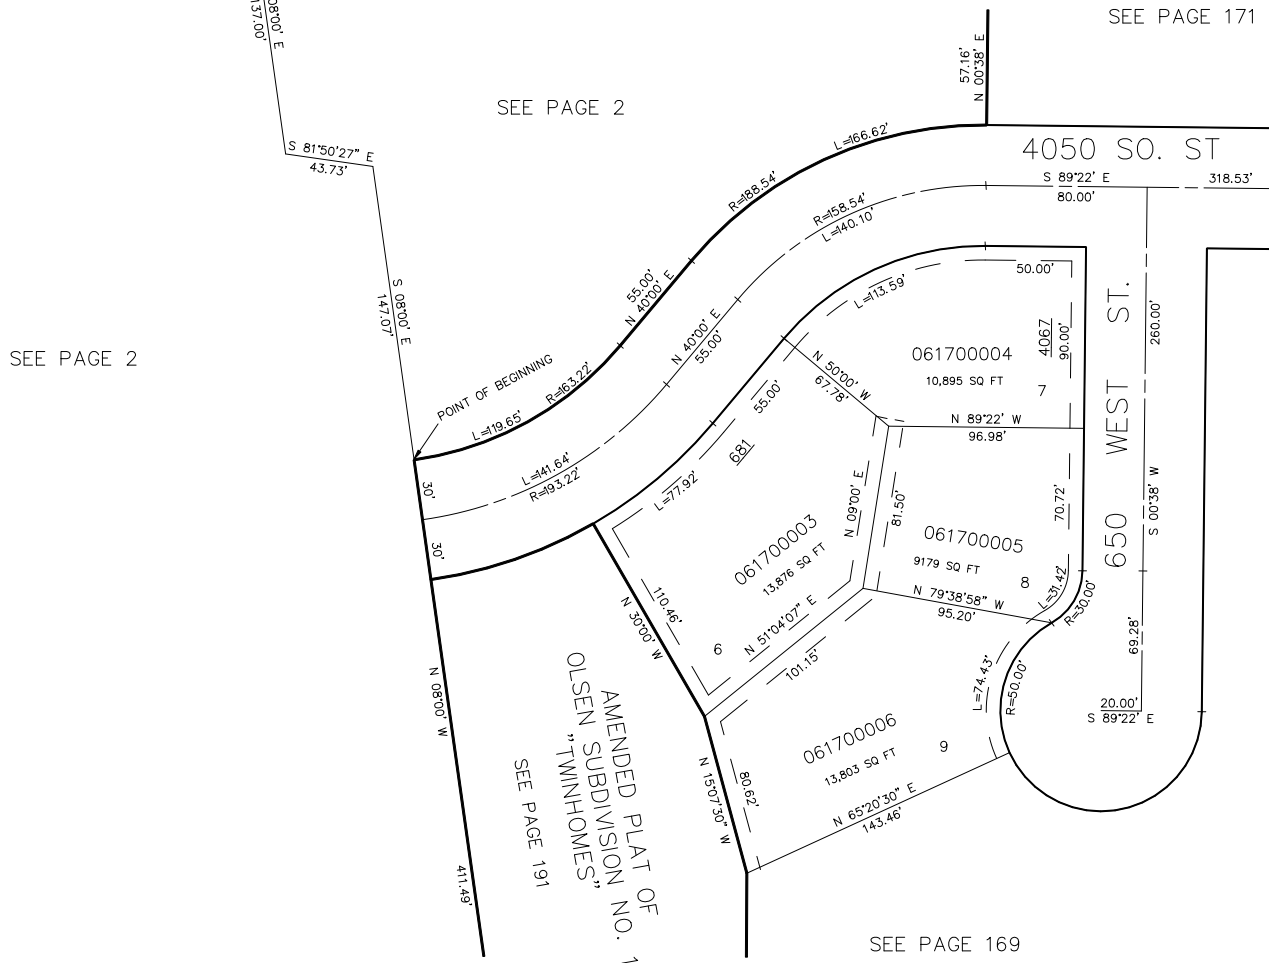 08°00' E
137.00'
SEE PAGE 171
57.16'
N 00°38' E
SEE PAGE 2
L=166.62'
4050 SO. ST
S 81°50'27" E
43.73'
S 89°22' E
80.00'
318.53'
R=188.54'
R=158.54'
L=140.10'
55.00'
N 40°00' E
50.00'
L=113.59'
S 08°00' E
147.07'
650 WEST ST.
260.00'
S 00°38' W
N 40°00' E
55.00'
4067
90.00'
SEE PAGE 2
061700004
10,895 SQ FT
7
N 50°00' W
67.78'
POINT OF BEGINNING
L=119.65'
R=163.22'
55.00'
N 89°22' W
96.98'
681
L=141.64'
R=193.22'
30'
30'
L=77.92'
N 09°00' E
81.50'
70.72'
061700003
13,876 SQ FT
6
061700005
9179 SQ FT
8
L=31.42'
R=30.00'
N 79°38'58" W
95.20'
110.46'
N 30°00' W
N 51°04'07" E
101.15'
69.28'
L=74.43'
R=50.00'
20.00'
S 89°22' E
N 08°00' W
411.49'
061700006
13,803 SQ FT
9
N 15°07'30" W
80.62'
N 65°20'30" E
143.46'
AMENDED PLAT OF
OLSEN SUBDIVISION NO. 1
"TWINHOMES"
SEE PAGE 191
SEE PAGE 169